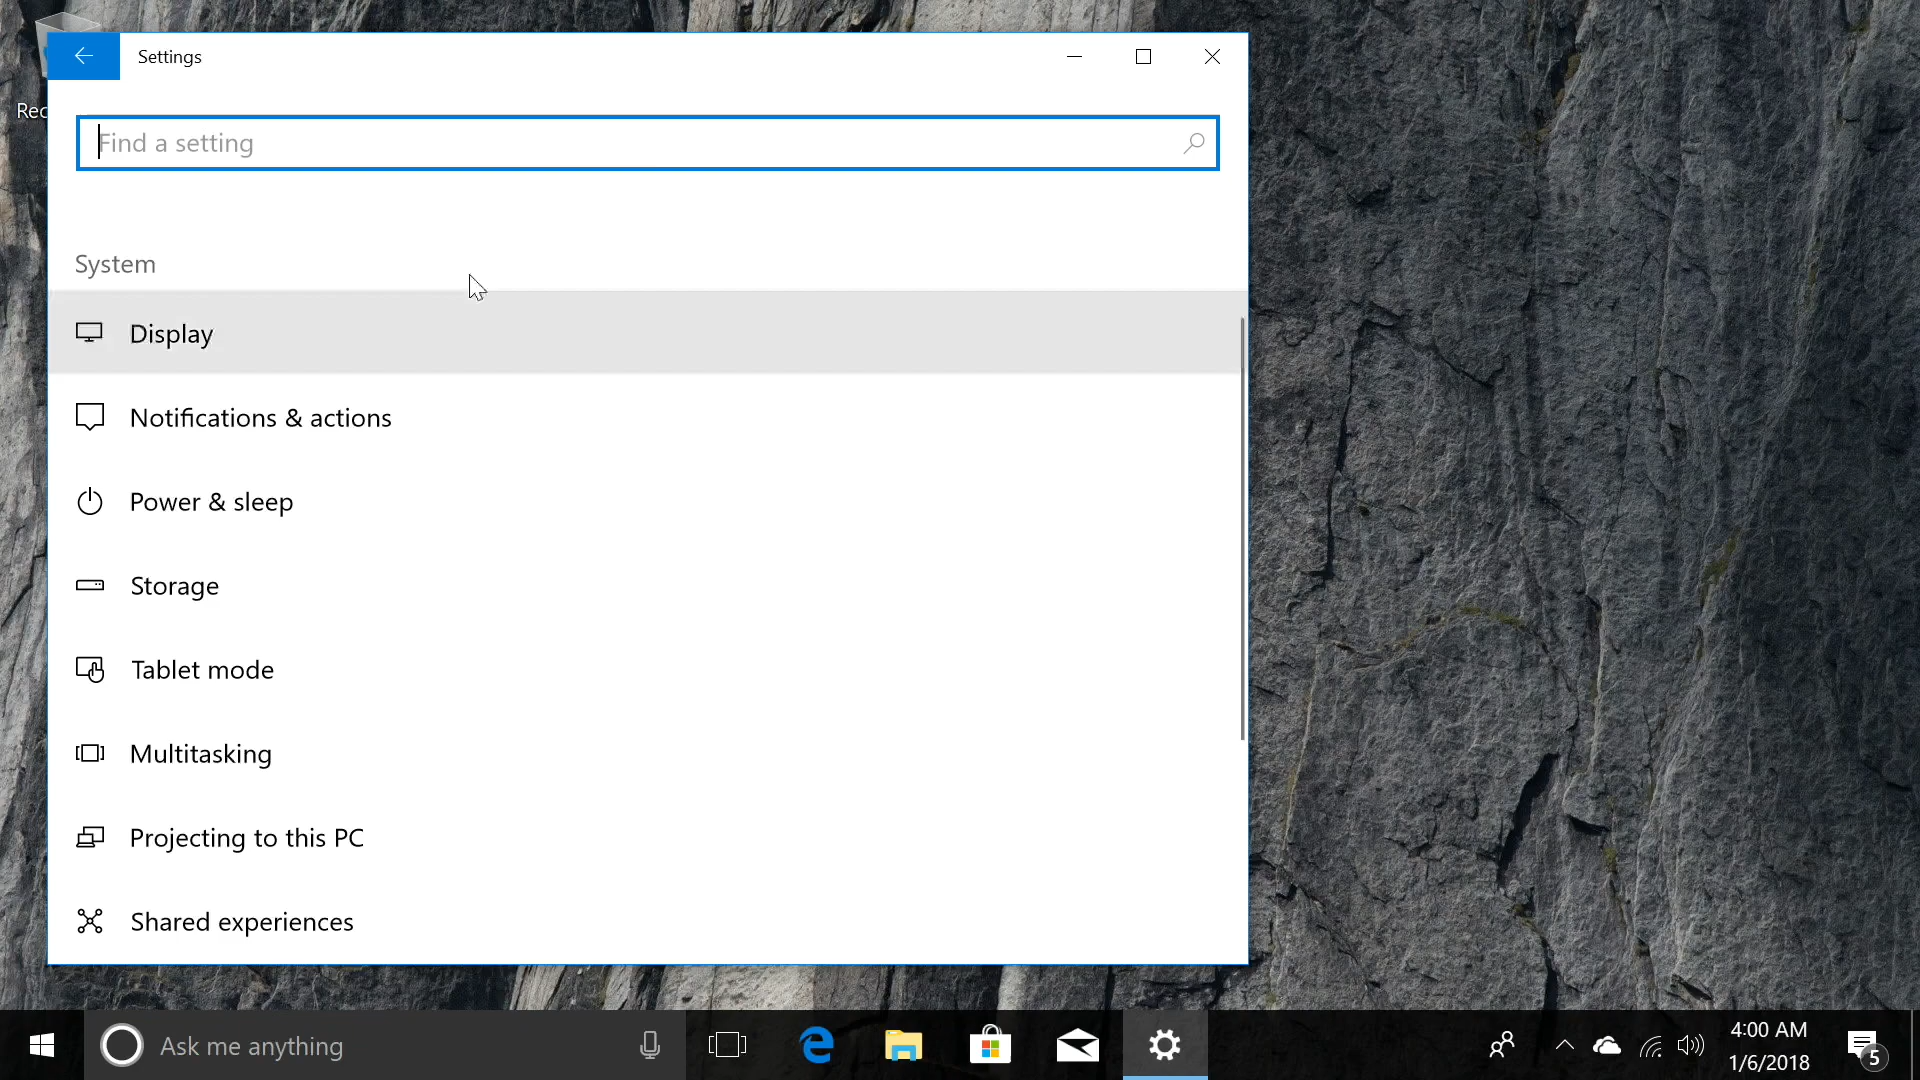 Settings
Rec
Find a setting
System
Display
Notifications & actions
Power & sleep
Storage
Tablet mode
Multitasking
Projecting to this PC
Shared experiences
Ask me anything
4:00 AM
1/6/2018
5